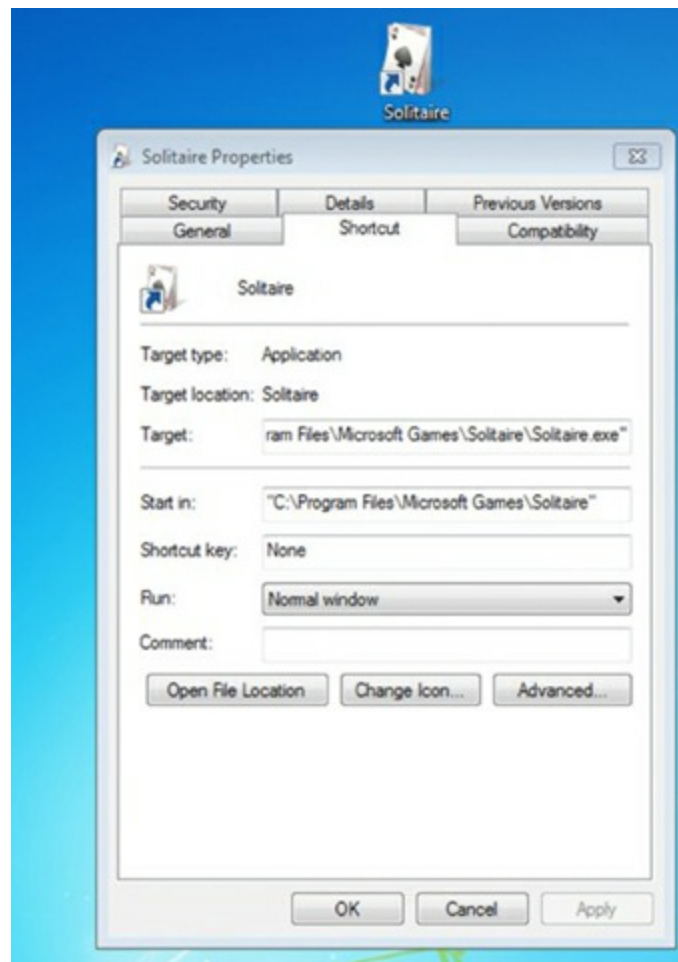 Solitaire
Solitaire Properties
Security Details Previous Versions
General Shortcut Compatibility
Solitaire
Target type: Application
Target location: Solitaire
Target: ram Files\Microsoft Games\Solitaire\Solitaire.exe"
Start in: "C:\Program Files\Microsoft Games\Solitaire"
Shortcut key: None
Run: Normal window
Comment:
Open File Location Change Icon... Advanced...
OK Cancel Apply